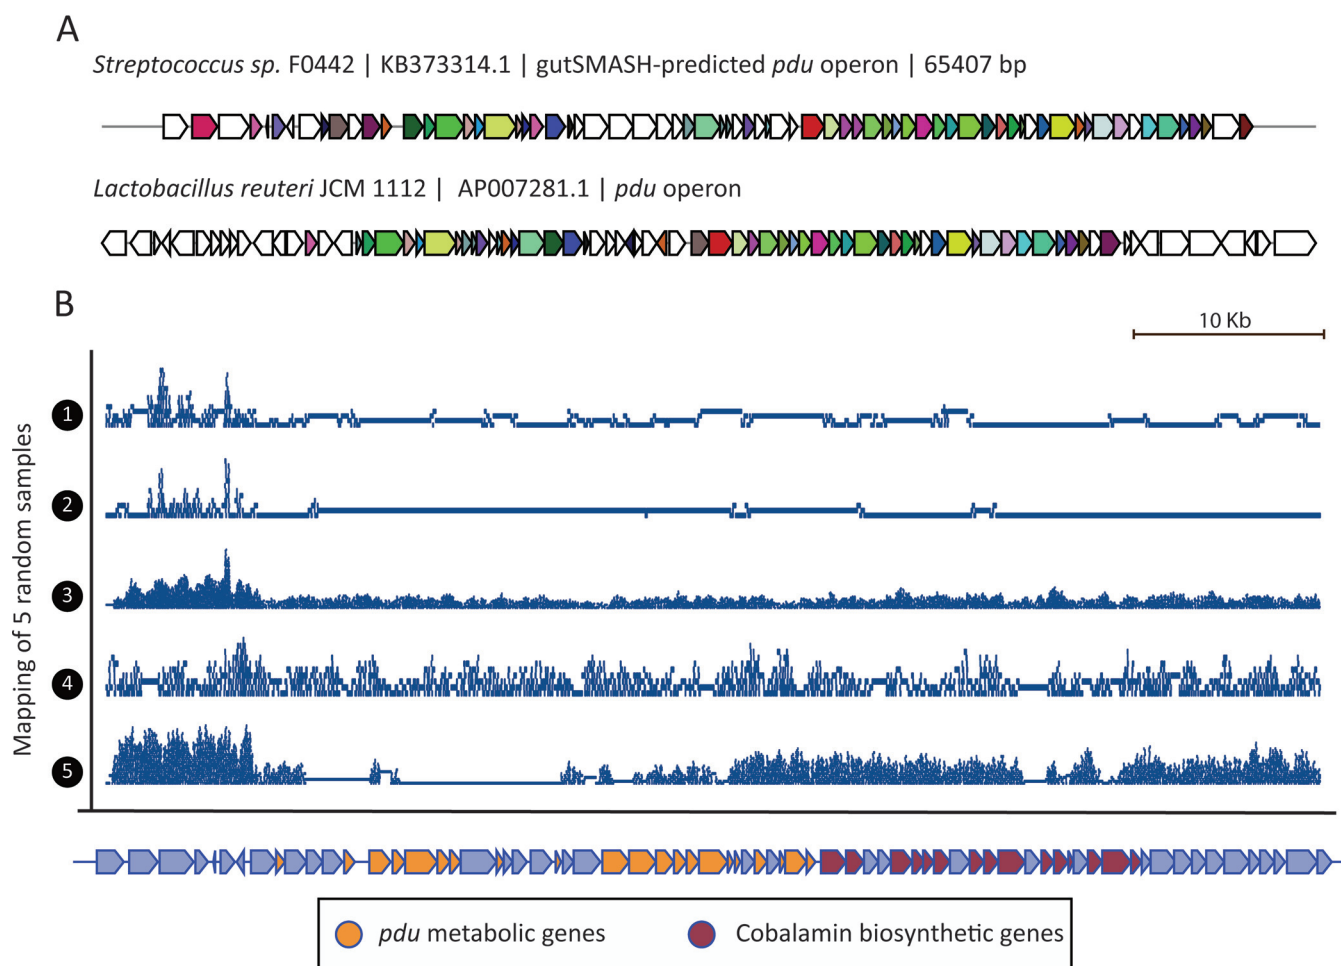 A
Streptococcus sp. F0442 | KB373314.1 | gutSMASH-predicted pdu operon | 65407 bp
Lactobacillus reuteri JCM 1112 | AP007281.1 | pdu operon
B
10 Kb
Mapping of 5 random samples
1
2
3
4
5
pdu metabolic genes
Cobalamin biosynthetic genes